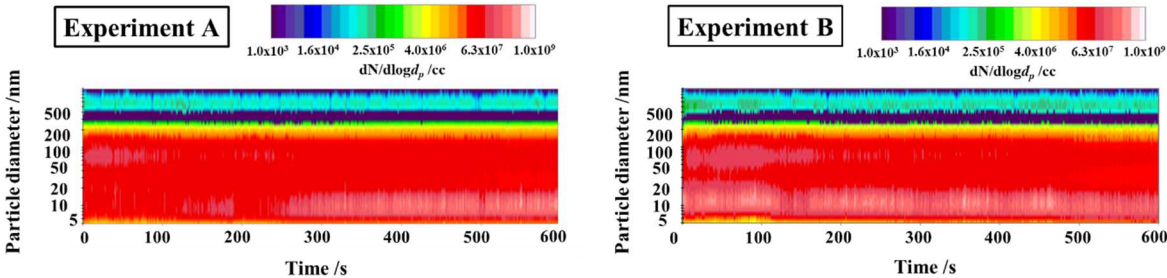 Experiment A
1.0x10³ 1.6x10⁴ 2.5x10⁵ 4.0x10⁶ 6.3x10⁷ 1.0x10⁹
dN/dlogdₚ /cc
Particle diameter /nm
500
200
100
50
20
10
5
0 100 200 300 400 500 600
Time /s
Experiment B
1.0x10³ 1.6x10⁴ 2.5x10⁵ 4.0x10⁶ 6.3x10⁷ 1.0x10⁹
dN/dlogdₚ /cc
Particle diameter /nm
500
200
100
50
20
10
5
0 100 200 300 400 500 600
Time /s